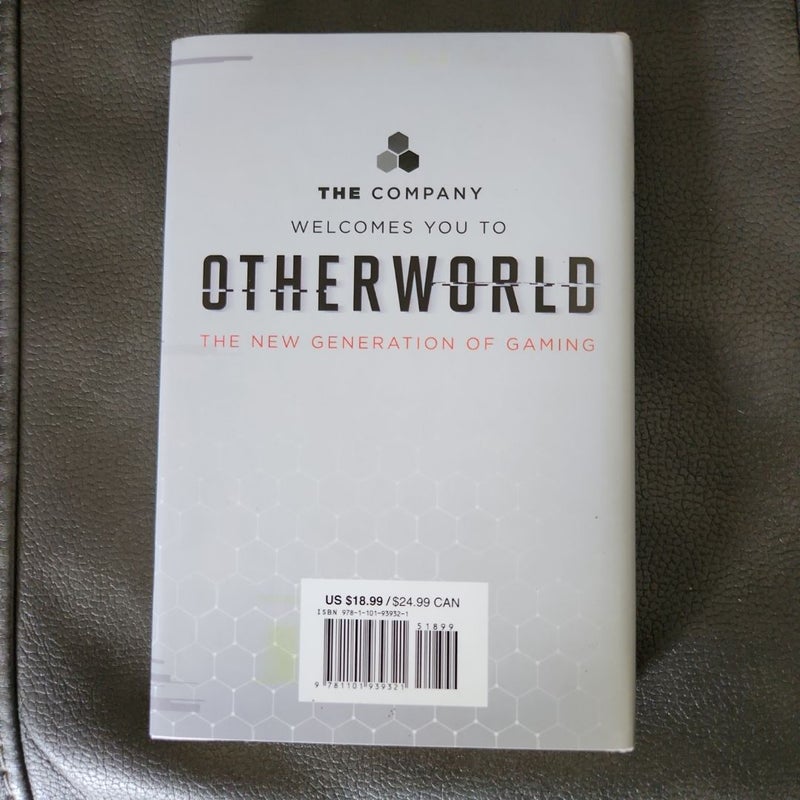 THE COMPANY
WELCOMES YOU TO
OTHERWORLD
THE NEW GENERATION OF GAMING
US $18.99 / $24.99 CAN
ISBN 978-1-101-93932-1
51899
9 781101 939321